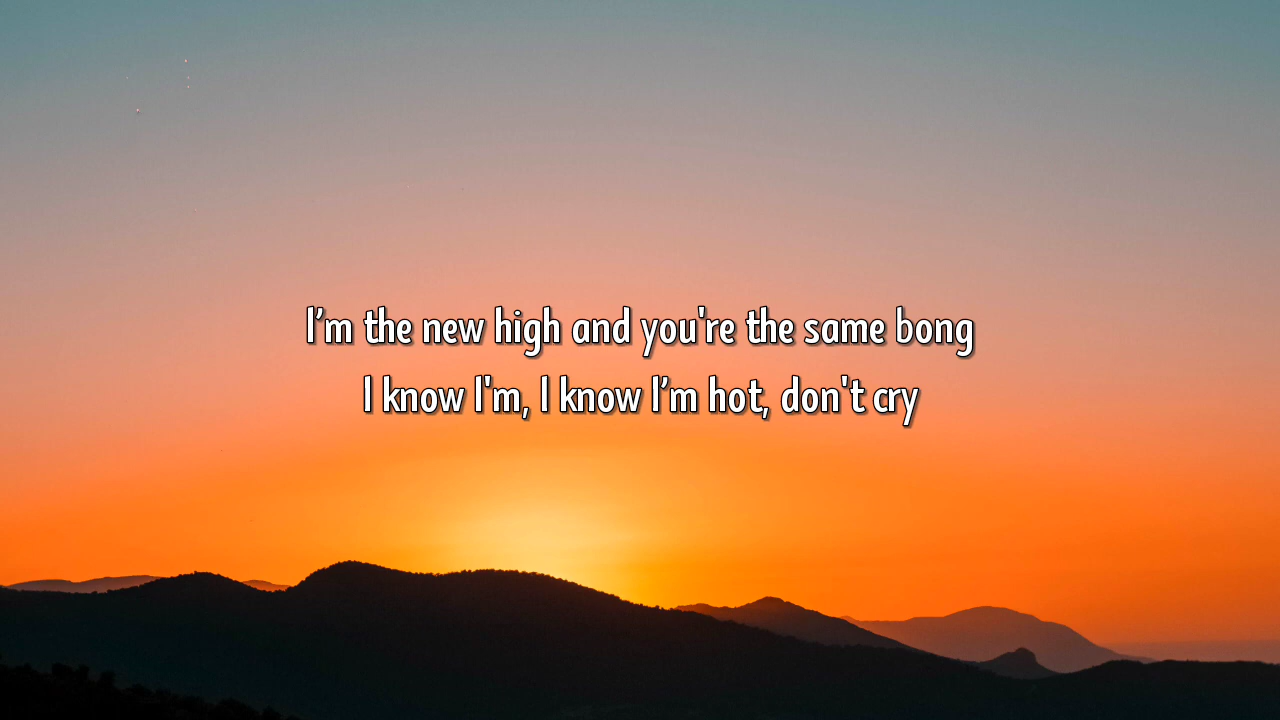 I’m the new high and you're the same bong
I know I'm, I know I’m hot, don't cry